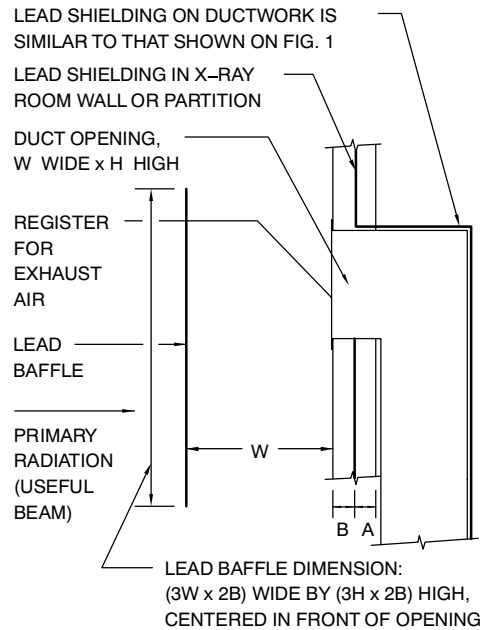 LEAD SHIELDING ON DUCTWORK IS
SIMILAR TO THAT SHOWN ON FIG. 1
LEAD SHIELDING IN X–RAY
ROOM WALL OR PARTITION
DUCT OPENING,
W WIDE x H HIGH
REGISTER
FOR
EXHAUST
AIR
LEAD
BAFFLE
PRIMARY
RADIATION
(USEFUL
BEAM)
W
B A
LEAD BAFFLE DIMENSION:
(3W x 2B) WIDE BY (3H x 2B) HIGH,
CENTERED IN FRONT OF OPENING